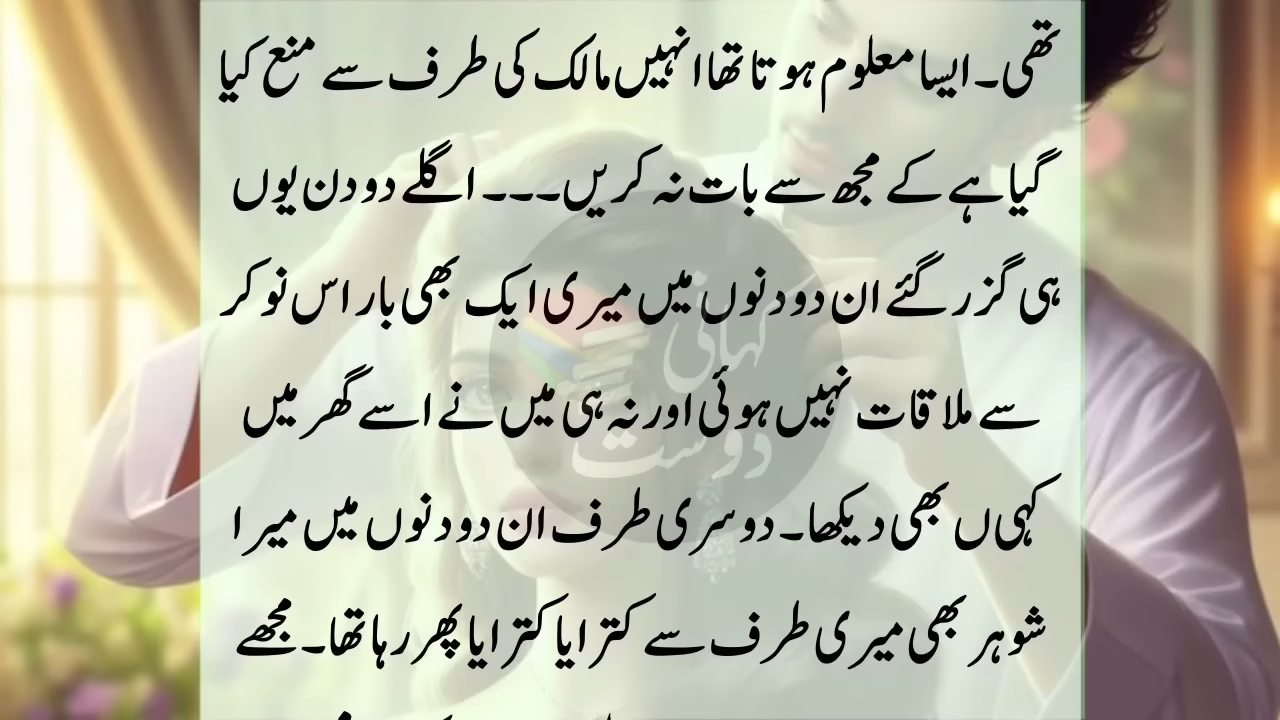 تھی۔ ایسا معلوم ہوتا تھا انہیں مالک کی طرف سے منع کیا
گیا ہے کے مجھ سے بات نہ کریں۔۔۔ اگلے دو دن یوں
ہی گزر گئے ان دو دنوں میں میری ایک بھی بار اس نوکر
سے ملاقات نہیں ہوئی اور نہ ہی میں نے اسے گھر میں
کہی ں بھی دیکھا۔ دوسری طرف ان دو دنوں میں میرا
شوہر بھی میری طرف سے کترایا کترایا پھر رہا تھا۔ مجھے
کہانی
دوست